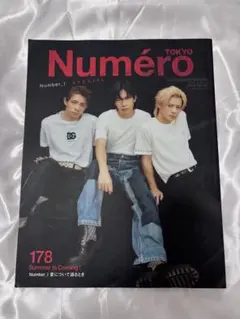 Numéro
TOKYO
Number_i
178
Summer Is Coming!
Number_i 夏について語るとき